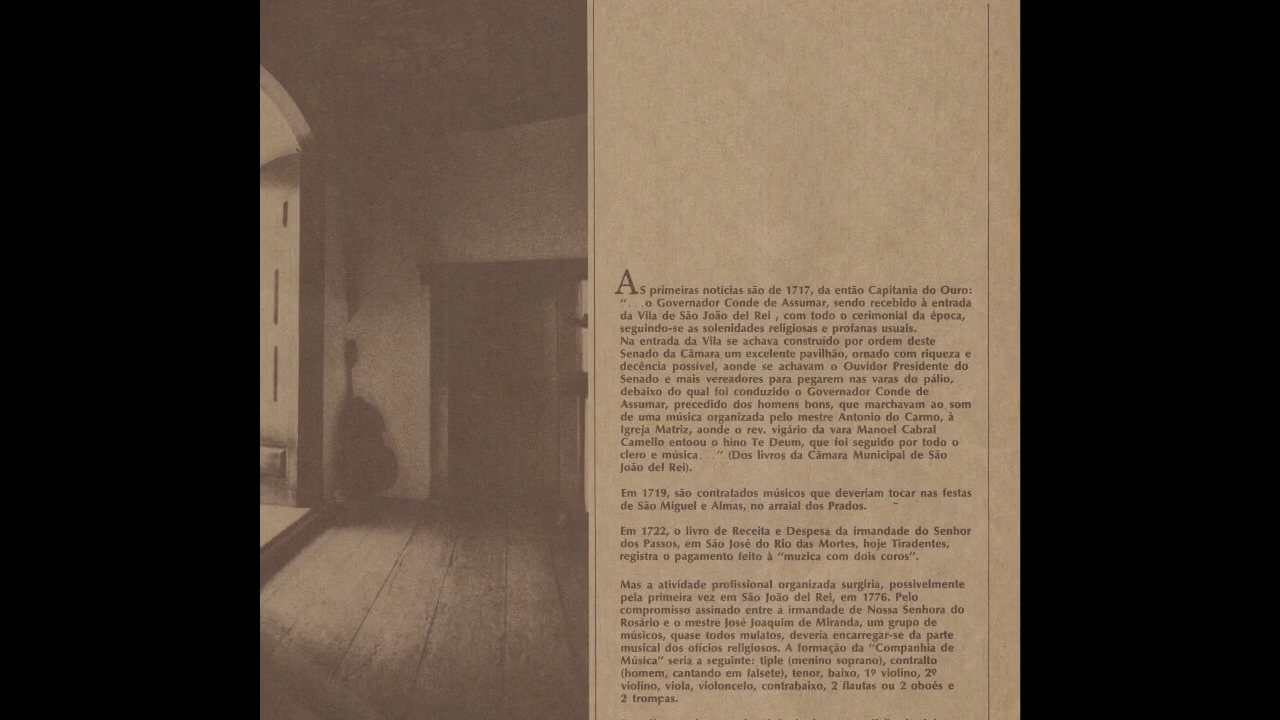 As primeiras notícias são de 1717, da então Capitania do Ouro:
“. . . o Governador Conde de Assumar, sendo recebido à entrada
da Vila de São João del Rei , com todo o cerimonial da época,
seguindo-se as solenidades religiosas e profanas usuais.
Na entrada da Vila se achava construído por ordem deste
Senado da Câmara um excelente pavilhão, ornado com riqueza e
decência possível, aonde se achavam o Ouvidor Presidente do
Senado e mais vereadores para pegarem nas varas do pálio,
debaixo do qual foi conduzido o Governador Conde de
Assumar, precedido dos homens bons, que marchavam ao som
de uma música organizada pelo mestre Antonio do Carmo, à
Igreja Matriz, aonde o rev. vigário da vara Manoel Cabral
Camello entoou o hino Te Deum, que foi seguido por todo o
clero e música . . .” (Dos livros da Câmara Municipal de São
João del Rei).
Em 1719, são contratados músicos que deveriam tocar nas festas
de São Miguel e Almas, no arraial dos Prados.
Em 1722, o livro de Receita e Despesa da irmandade do Senhor
dos Passos, em São José do Rio das Mortes, hoje Tiradentes,
registra o pagamento feito à “muzica com dois coros”.
Mas a atividade profissional organizada surgiria, possivelmente
pela primeira vez em São João del Rei, em 1776. Pelo
compromisso assinado entre a irmandade de Nossa Senhora do
Rosário e o mestre José Joaquim de Miranda, um grupo de
músicos, quase todos mulatos, deveria encarregar-se da parte
musical dos ofícios religiosos. A formação da “Companhia de
Música” seria a seguinte: tiple (menino soprano), contralto
(homem, cantando em falsete), tenor, baixo, 1º violino, 2º
violino, viola, violoncelo, contrabaixo, 2 flautas ou 2 oboés e
2 trompas.